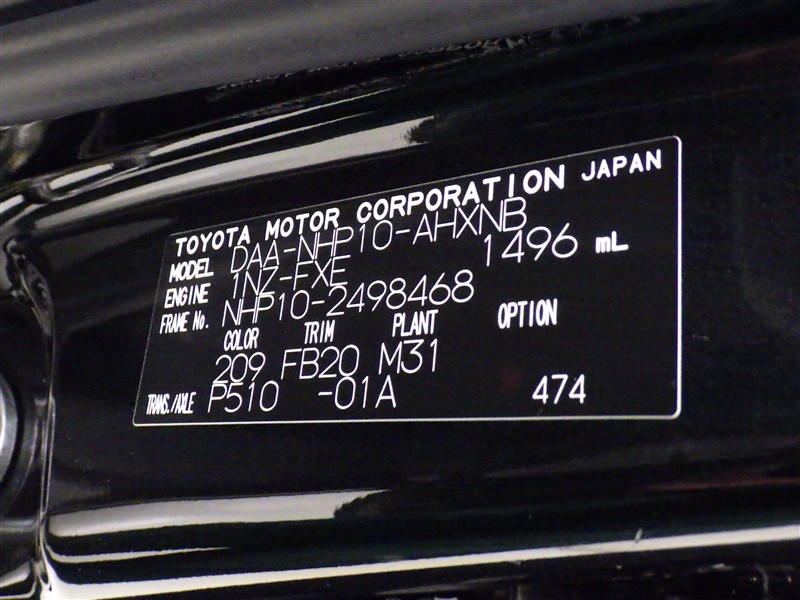 TOYOTA MOTOR CORPORATION JAPAN
MODEL DAA-NHP10-AHXNB
ENGINE 1NZ-FXE 1496 mL
FRAME No. NHP10-2498468
COLOR TRIM PLANT OPTION
209 FB20 M31
TRANS./AXLE P510 -01A 474